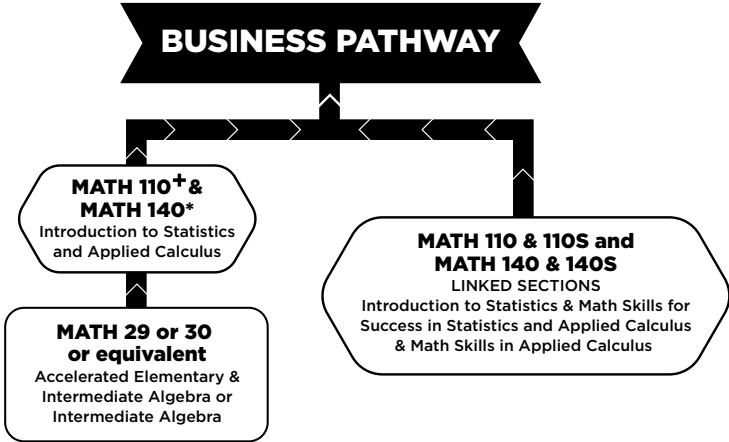 BUSINESS PATHWAY
MATH 110+ &
MATH 140*
Introduction to Statistics
and Applied Calculus
MATH 29 or 30
or equivalent
Accelerated Elementary &
Intermediate Algebra or
Intermediate Algebra
MATH 110 & 110S and
MATH 140 & 140S
LINKED SECTIONS
Introduction to Statistics & Math Skills for
Success in Statistics and Applied Calculus
& Math Skills in Applied Calculus